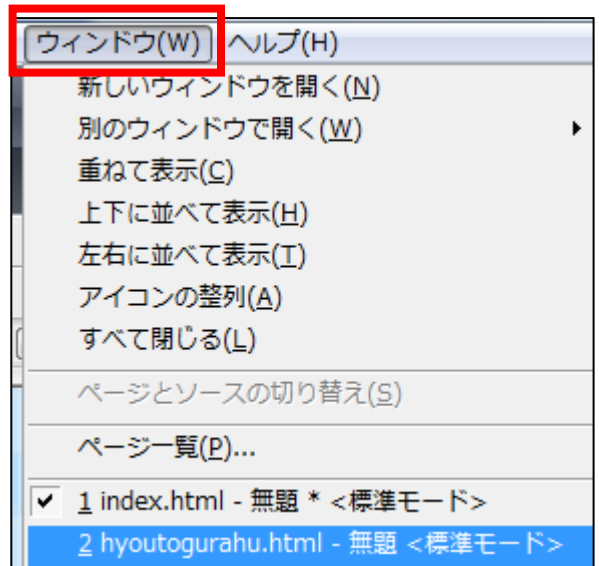 ウィンドウ(W) ヘルプ(H)
新しいウィンドウを開く(N)
別のウィンドウで開く(W)
重ねて表示(C)
上下に並べて表示(H)
左右に並べて表示(T)
アイコンの整列(A)
すべて閉じる(L)
ページとソースの切り替え(S)
ページ一覧(P)...
1 index.html - 無題 * <標準モード>
2 hyoutogurahu.html - 無題 <標準モード>